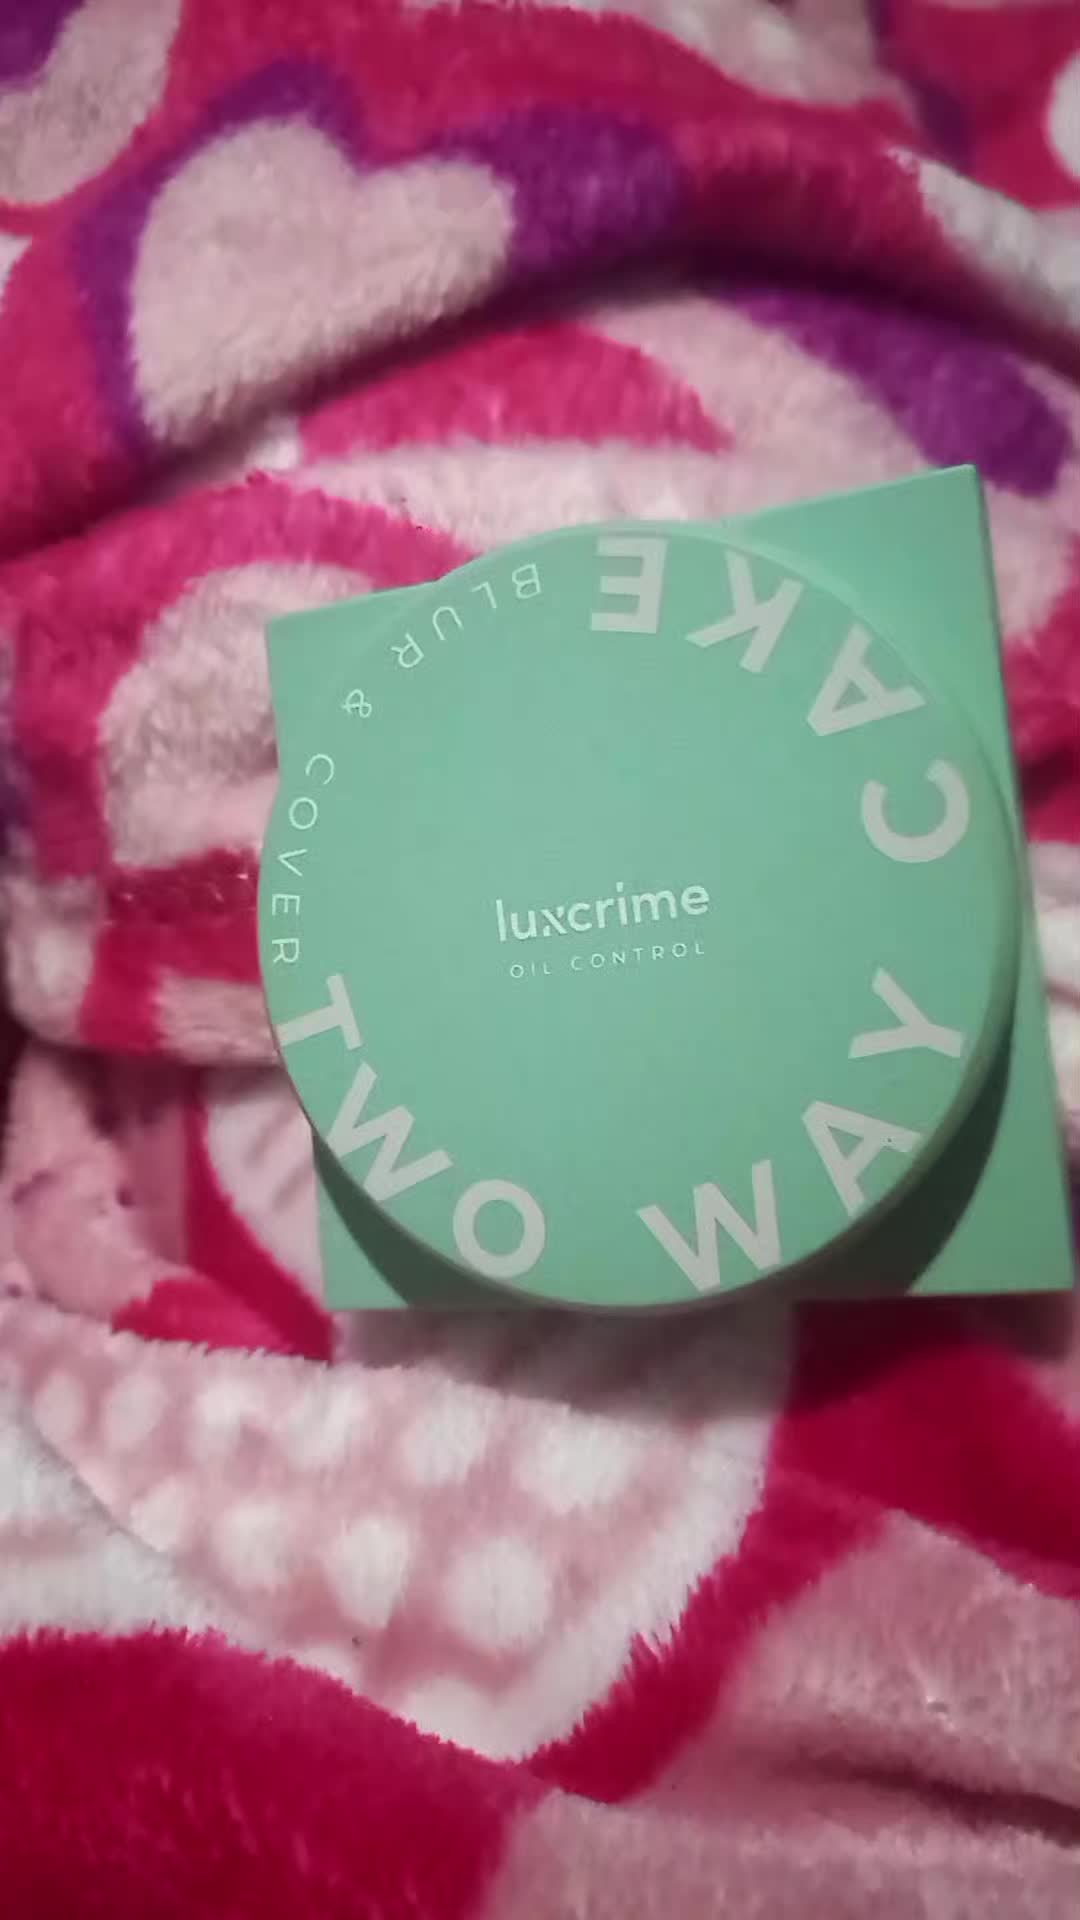 luxcrime
OIL CONTROL
BLUR & COVER
TWO WAY CAKE